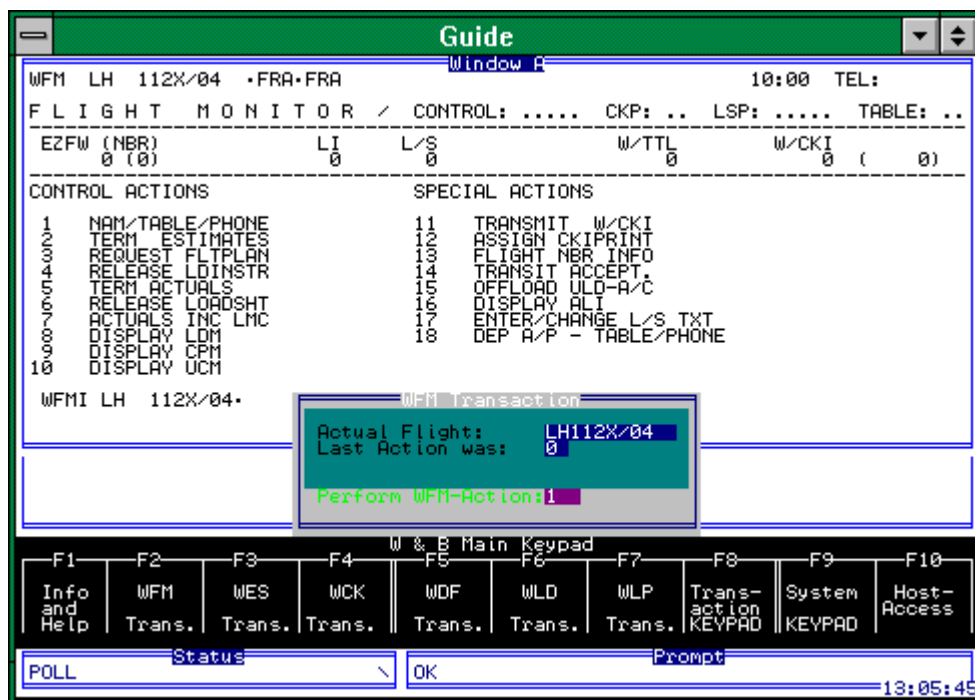 Guide
Window A
WFM LH 112X/04 ·FRA·FRA 10:00 TEL:
F L I G H T M O N I T O R / CONTROL: ..... CKP: .. LSP: ..... TABLE: ..
EZFW (NBR) LI L/S W/TTL W/CKI
0 (0) 0 0 0 0 ( 0)
CONTROL ACTIONS SPECIAL ACTIONS
1 NAM/TABLE/PHONE 11 TRANSMIT W/CKI
2 TERM ESTIMATES 12 ASSIGN CKIPRINT
3 REQUEST FLTPLAN 13 FLIGHT NBR INFO
4 RELEASE LDINSTR 14 TRANSIT ACCEPT.
5 TERM ACTUALS 15 OFFLOAD ULD-A/C
6 RELEASE LOADSHT 16 DISPLAY ALI
7 ACTUALS INC LMC 17 ENTER/CHANGE L/S TXT
8 DISPLAY LDM 18 DEP A/P - TABLE/PHONE
9 DISPLAY CPM
10 DISPLAY UCM
WFMI LH 112X/04·
WFM Transaction
Actual Flight: LH112X/04
Last Action was: 0
Perform WFM-Action: 1
W & B Main Keypad
F1 F2 F3 F4 F5 F6 F7 F8 F9 F10
Info WFM WES WCK WDF WLD WLP Trans- System Host-
and action Access
Help Trans. Trans. Trans. Trans. Trans. Trans. KEYPAD KEYPAD
Status Prompt
POLL \ OK
13:05:45